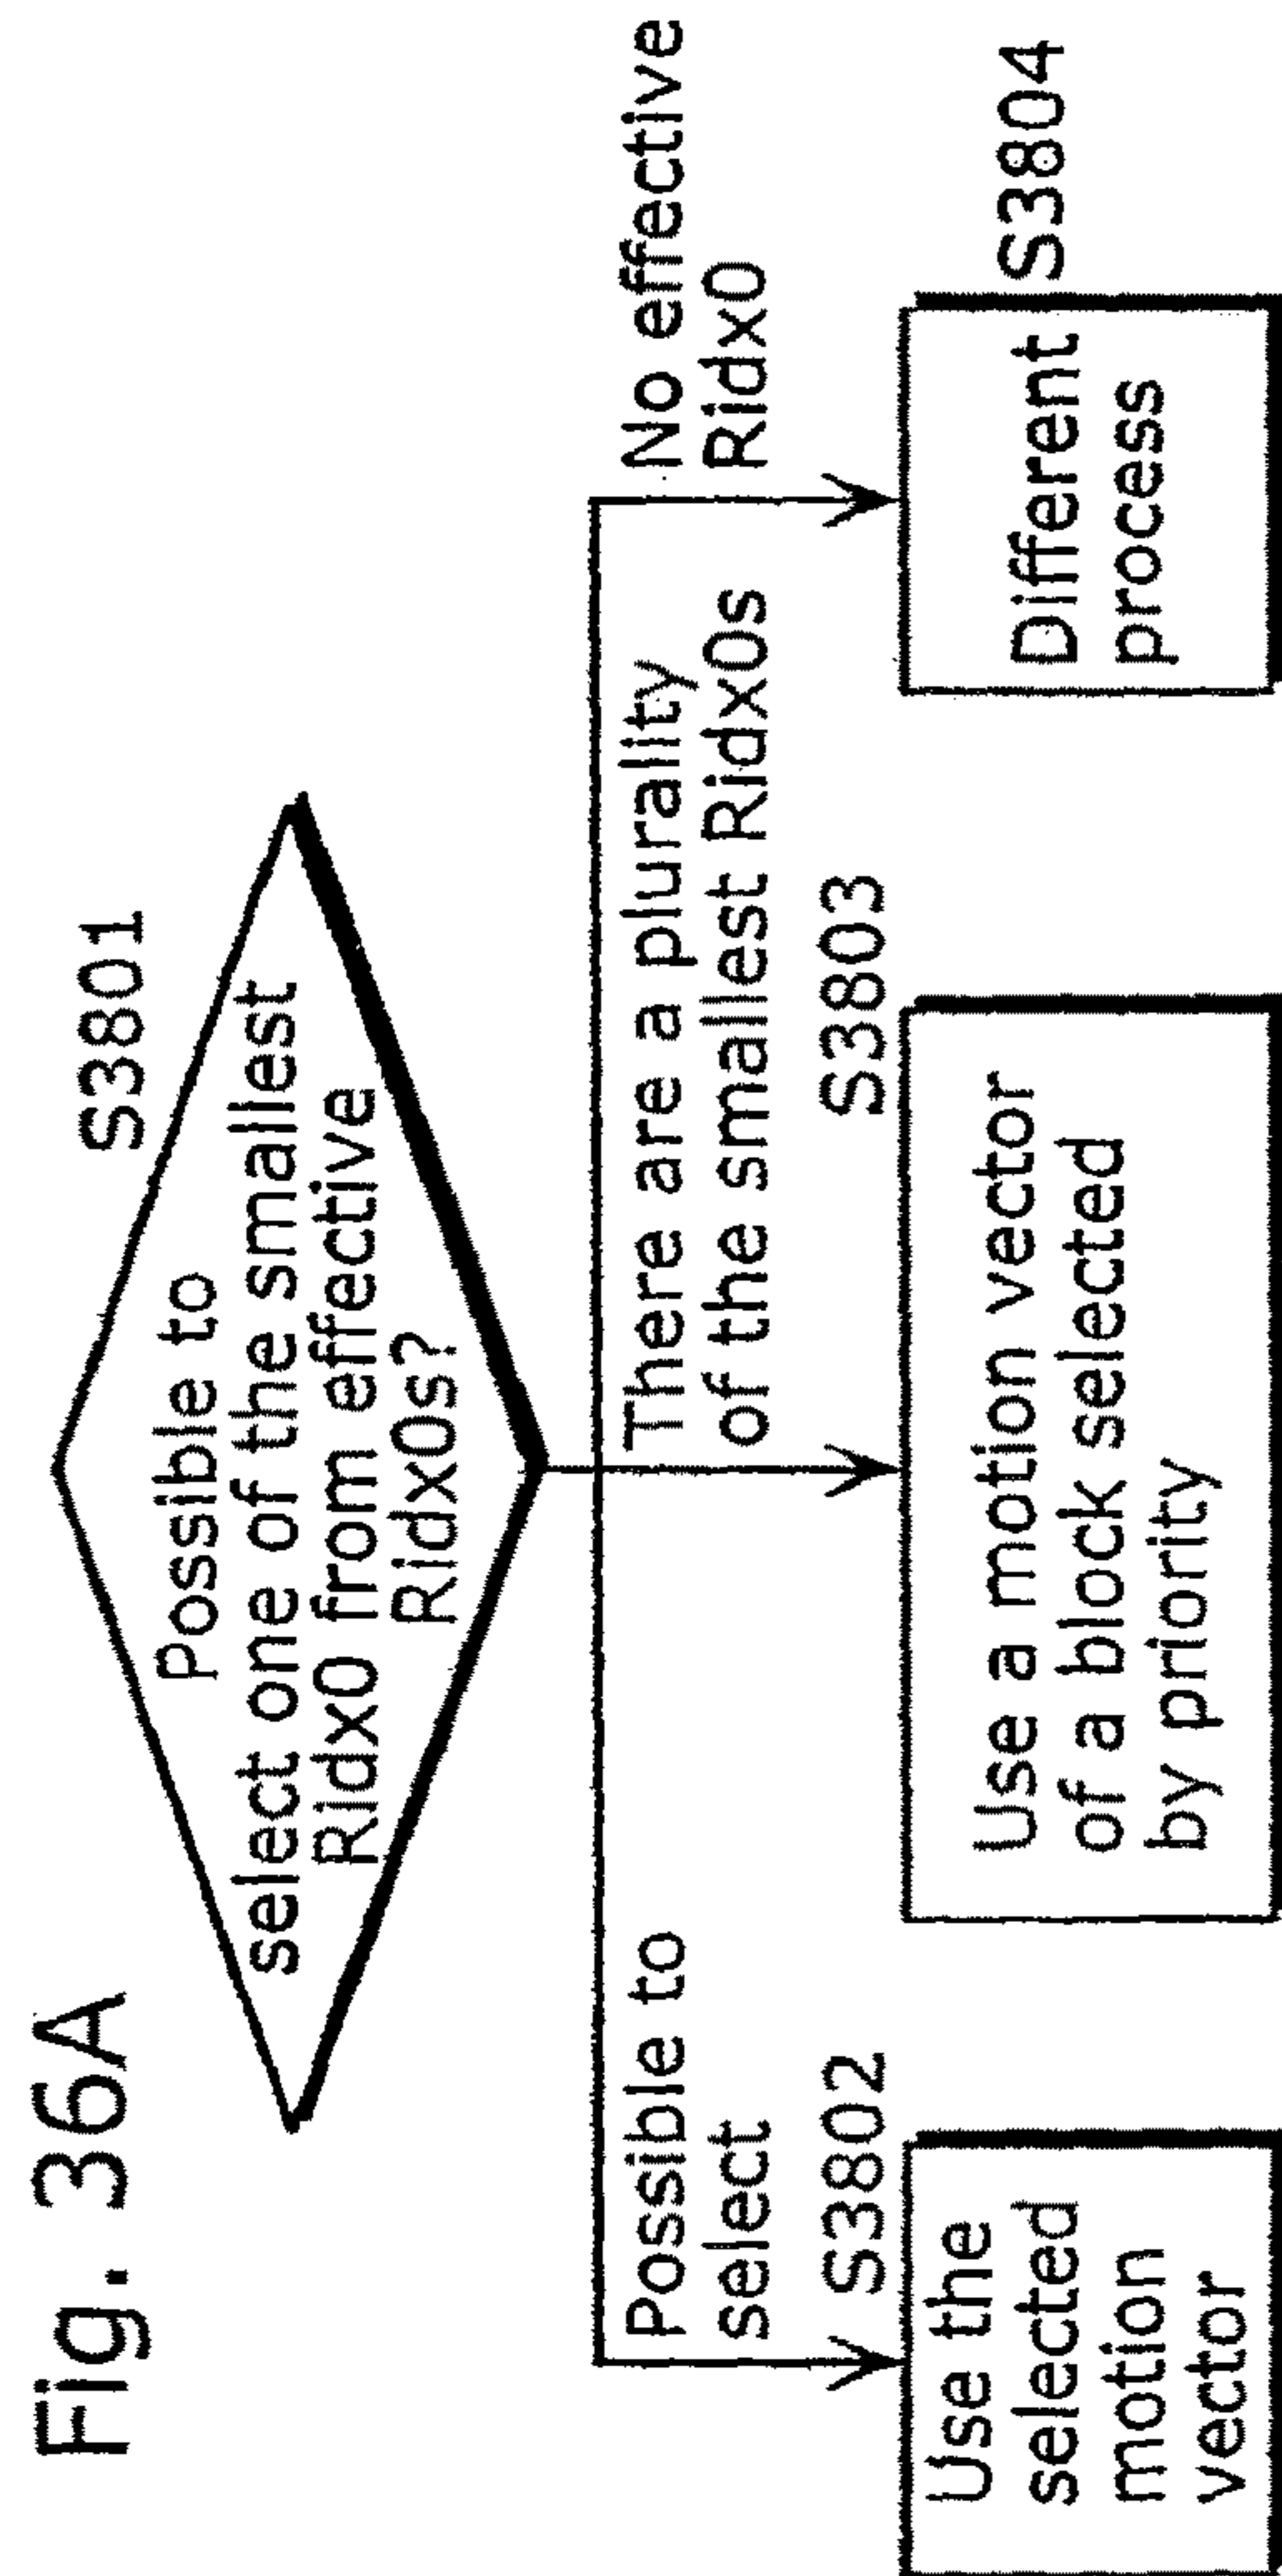 Fig. 36A
S3801
Possible to
select one of the smallest
Ridx0 from effective
Ridx0s?
Possible to
select
There are a plurality
of the smallest Ridx0s
No effective
Ridx0
S3802
Use the
selected
motion
vector
S3803
Use a motion vector
of a block selected
by priority
S3804
Different
process